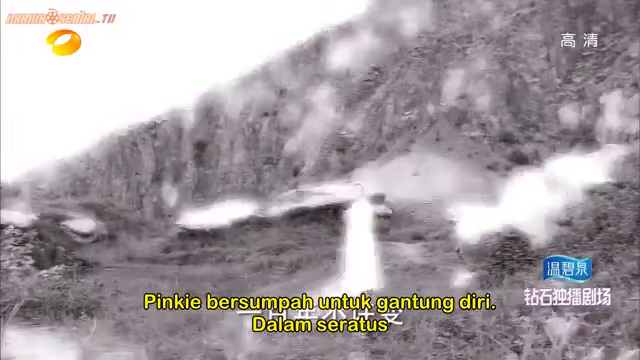 高清
温碧泉
钻石独播剧场
Pinkie bersumpah untuk gantung diri.
Dalam seratus